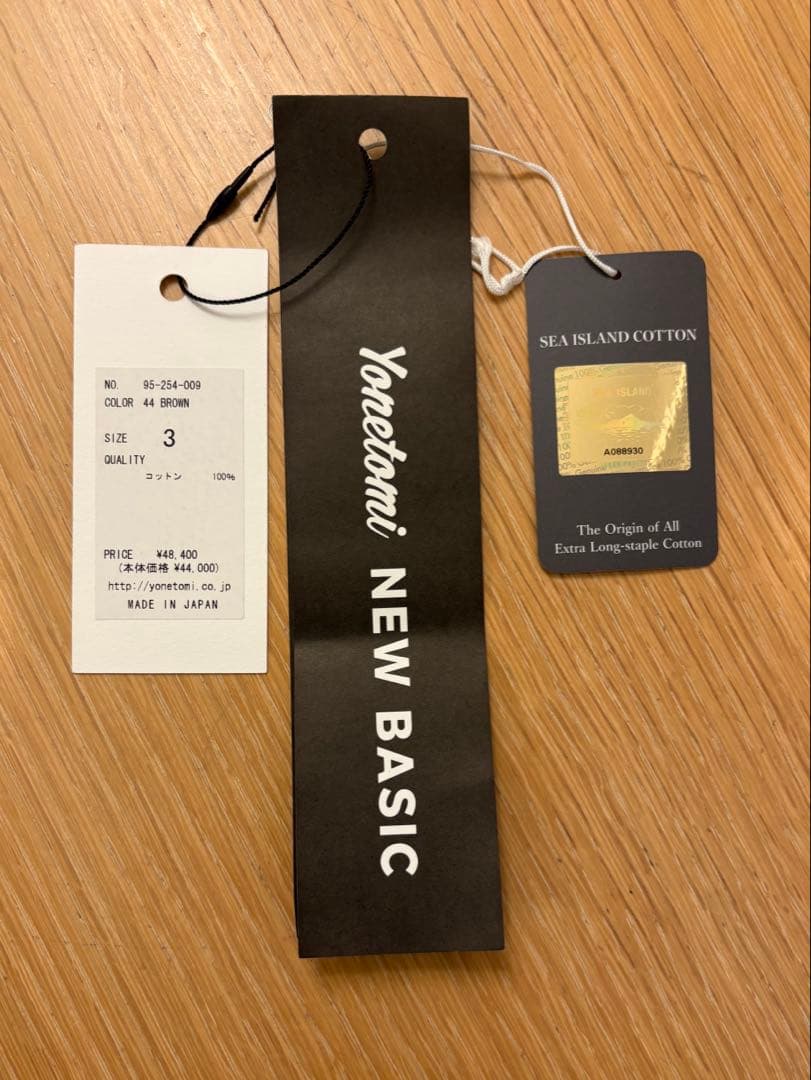 NO. 95-254-009
COLOR 44 BROWN
SIZE 3
QUALITY
コットン 100%
PRICE ¥48,400
(本体価格 ¥44,000)
http://yonetomi.co.jp
MADE IN JAPAN
Yonetomi NEW BASIC
SEA ISLAND COTTON
A088930
The Origin of All
Extra Long-staple Cotton